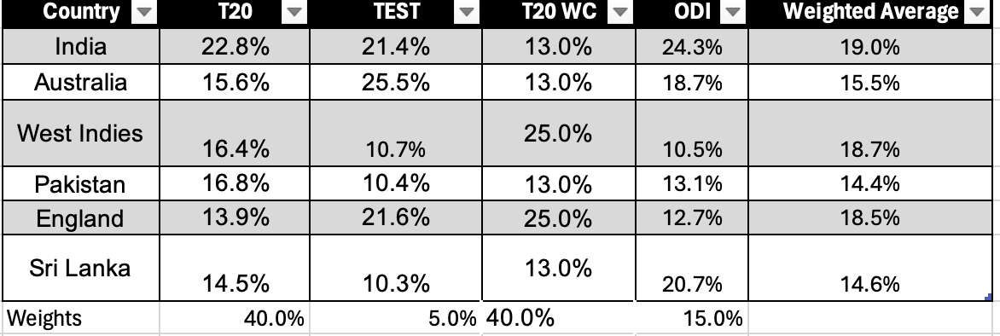 Country T20 TEST T20 WC ODI Weighted Average
India 22.8% 21.4% 13.0% 24.3% 19.0%
Australia 15.6% 25.5% 13.0% 18.7% 15.5%
West Indies 16.4% 10.7% 25.0% 10.5% 18.7%
Pakistan 16.8% 10.4% 13.0% 13.1% 14.4%
England 13.9% 21.6% 25.0% 12.7% 18.5%
Sri Lanka 14.5% 10.3% 13.0% 20.7% 14.6%
Weights 40.0% 5.0% 40.0% 15.0%